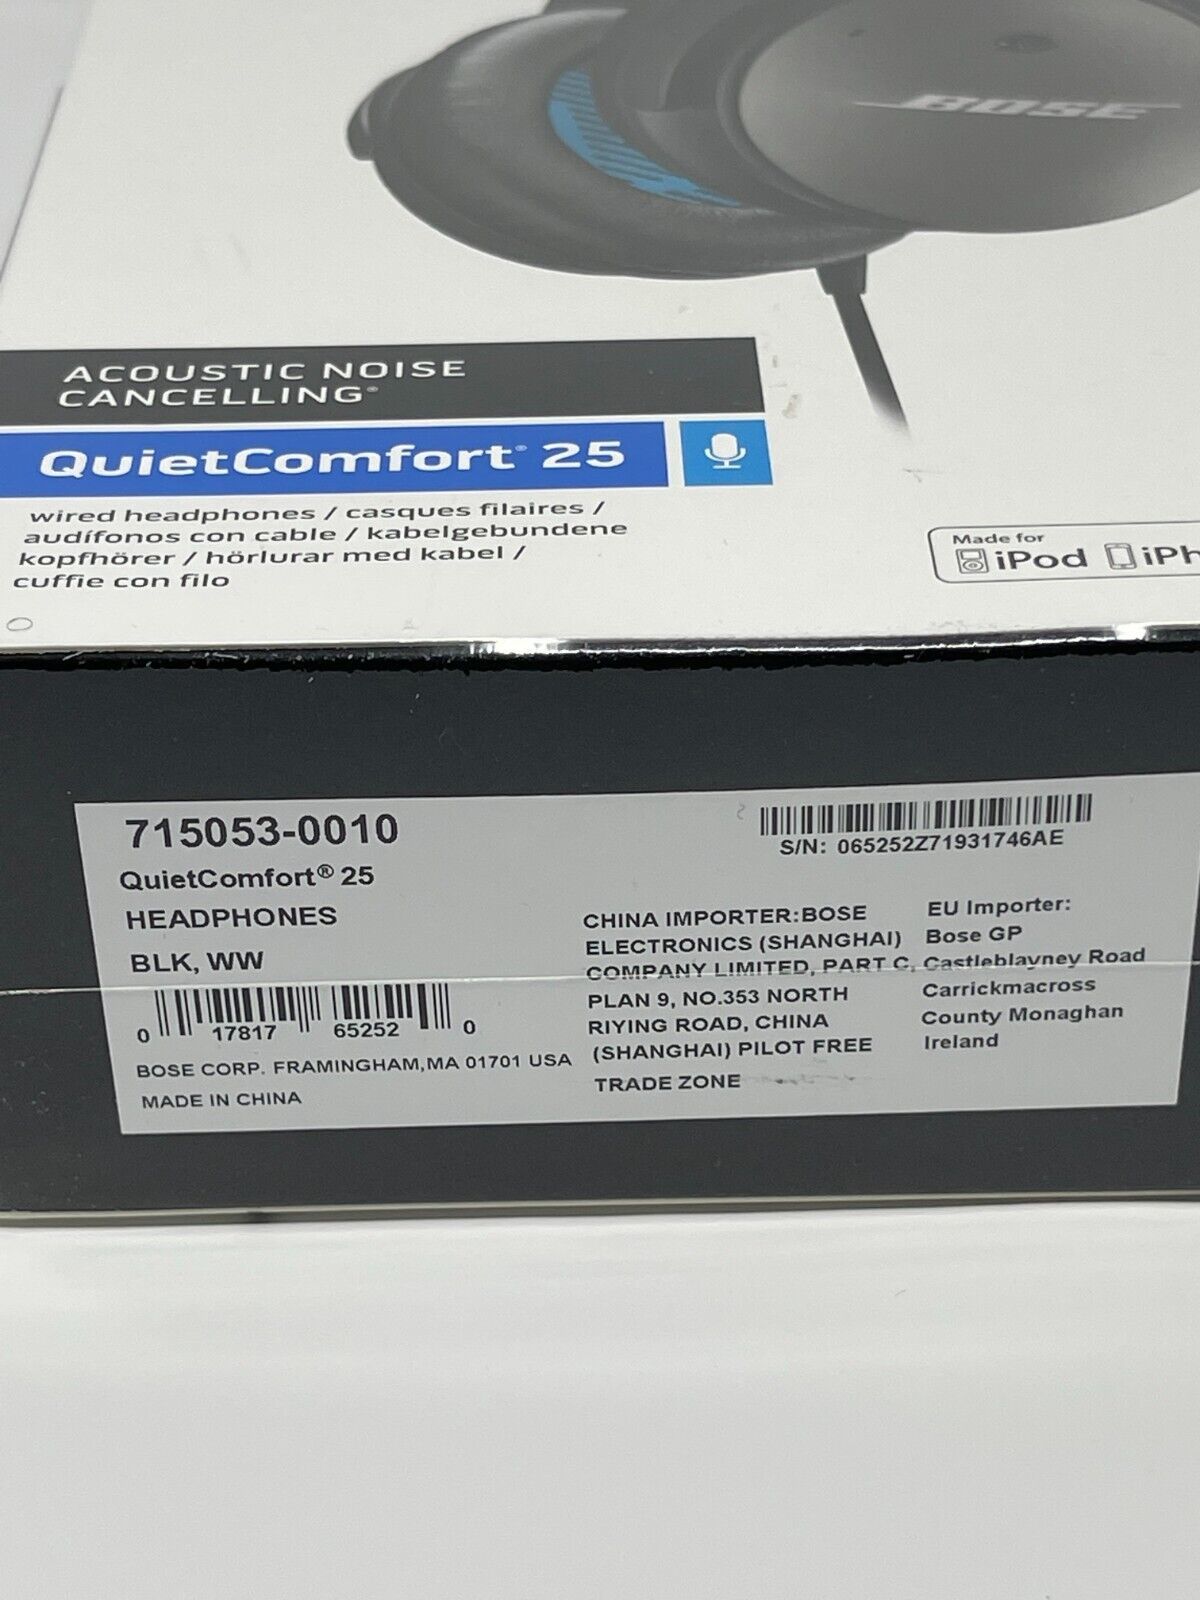 BOSE
ACOUSTIC NOISE
CANCELLING®
QuietComfort® 25
wired headphones / casques filaires /
audífonos con cable / kabelgebundene
kopfhörer / hörlurar med kabel /
cuffie con filo
Made for
iPod iPh
715053-0010
QuietComfort® 25
HEADPHONES
BLK, WW
0 17817 65252 0
BOSE CORP. FRAMINGHAM,MA 01701 USA
MADE IN CHINA
S/N: 065252Z71931746AE
CHINA IMPORTER:BOSE
ELECTRONICS (SHANGHAI)
COMPANY LIMITED, PART C,
PLAN 9, NO.353 NORTH
RIYING ROAD, CHINA
(SHANGHAI) PILOT FREE
TRADE ZONE
EU Importer:
Bose GP
Castleblayney Road
Carrickmacross
County Monaghan
Ireland